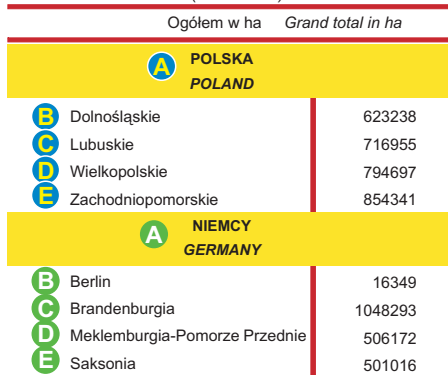 Ogółem w ha Grand total in ha
A POLSKA
POLAND
B Dolnośląskie 623238
C Lubuskie 716955
D Wielkopolskie 794697
E Zachodniopomorskie 854341
A NIEMCY
GERMANY
B Berlin 16349
C Brandenburgia 1048293
D Meklemburgia-Pomorze Przednie 506172
E Saksonia 501016